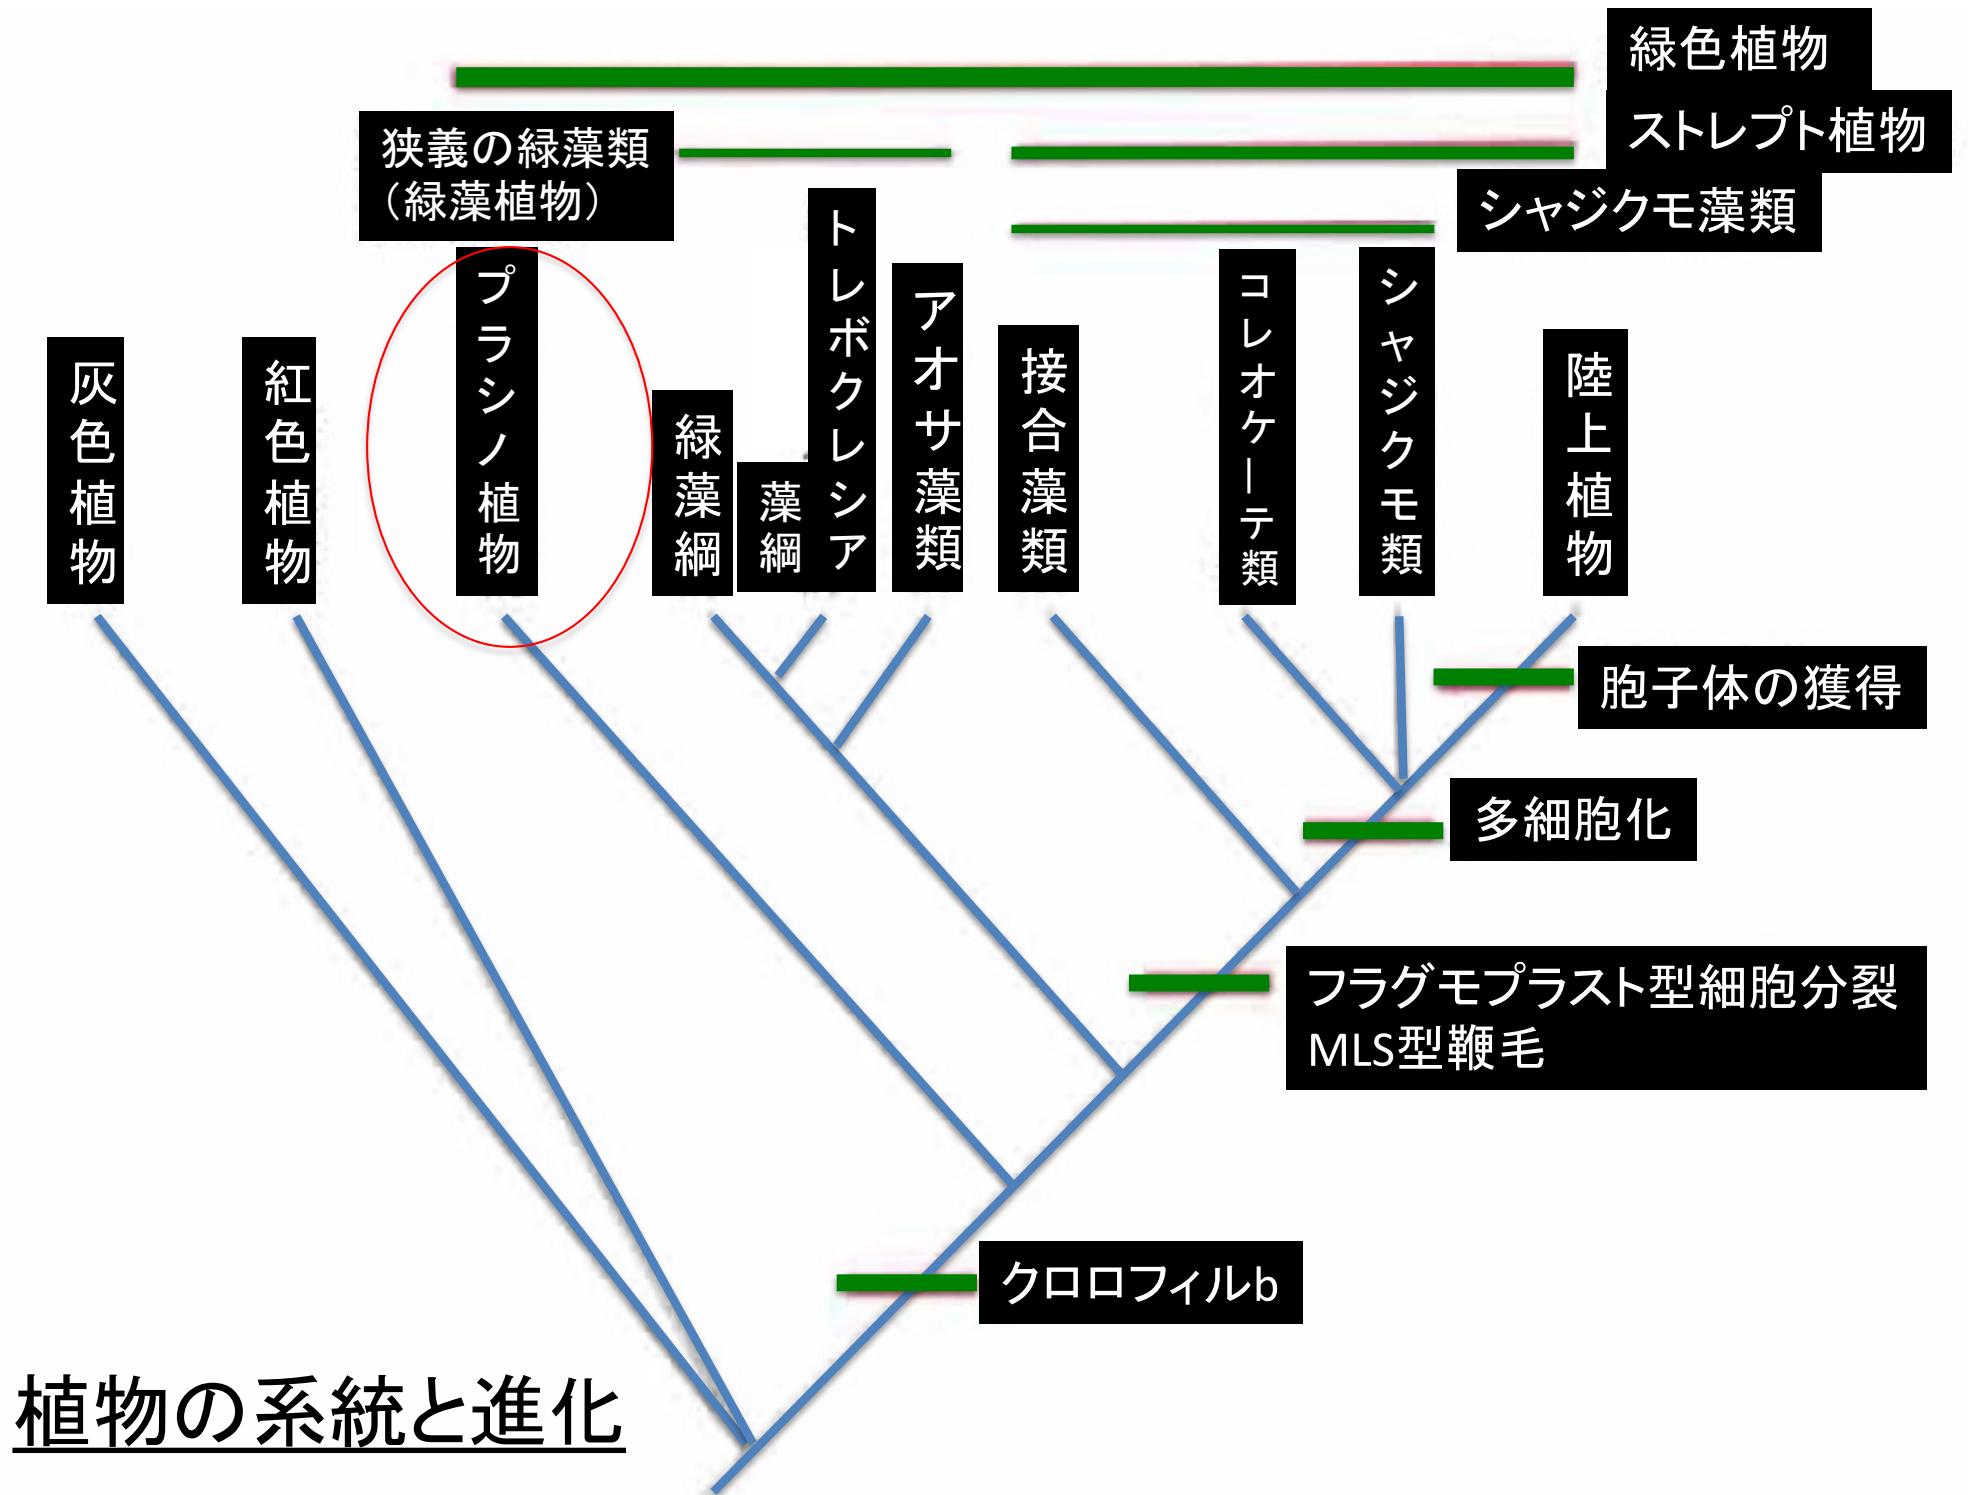 緑色植物
ストレプト植物
狭義の緑藻類
（緑藻植物）
シャジクモ藻類
灰色植物
紅色植物
プラシノ植物
緑藻綱
トレボクレシア
藻綱
アオサ藻類
接合藻類
コレオケーテ類
シャジクモ類
陸上植物
胞子体の獲得
多細胞化
フラグモプラスト型細胞分裂
MLS型鞭毛
クロロフィルb
植物の系統と進化